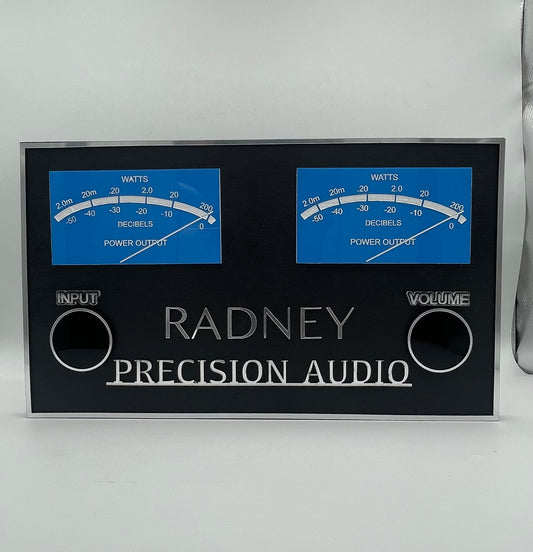 WATTS
2.0m 20m .20 2.0 20 200
-50 -40 -30 -20 -10 0
DECIBELS
POWER OUTPUT
WATTS
2.0m 20m .20 2.0 20 200
-50 -40 -30 -20 -10 0
DECIBELS
POWER OUTPUT
INPUT
VOLUME
RADNEY
PRECISION AUDIO